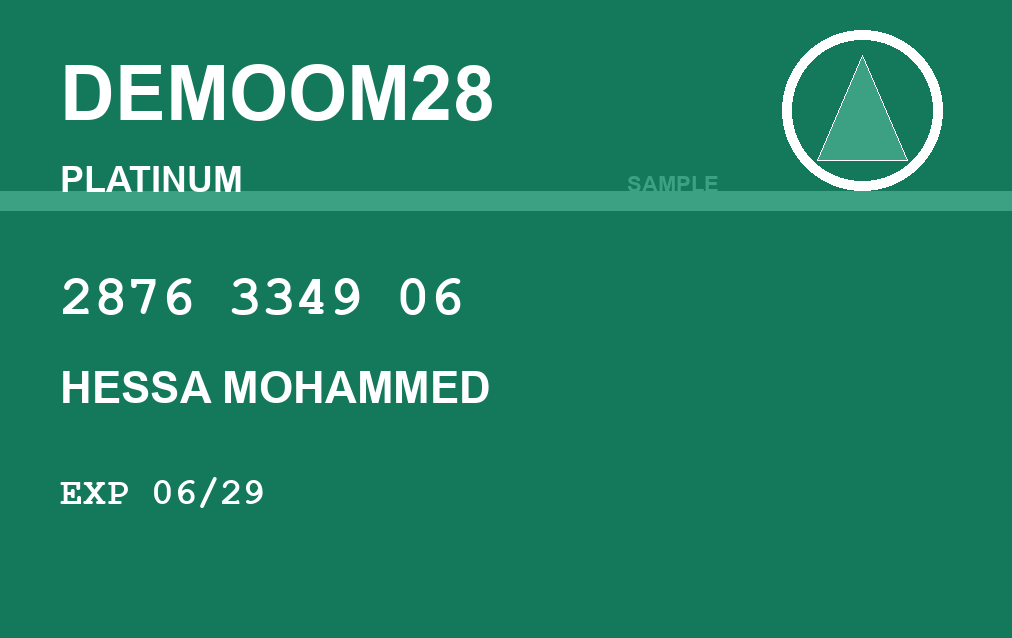 DEMOOM28
PLATINUM
SAMPLE
2876 3349 06
HESSA MOHAMMED
EXP 06/29